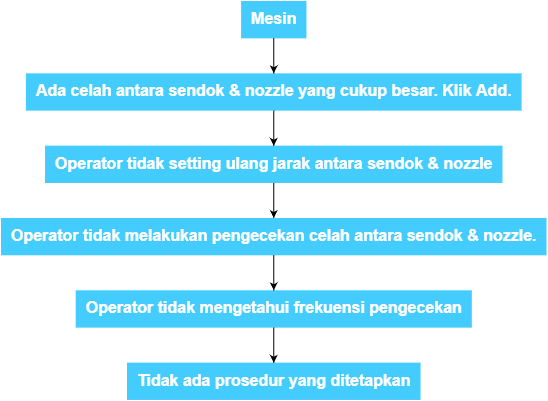 Mesin
Ada celah antara sendok & nozzle yang cukup besar. Klik Add.
Operator tidak setting ulang jarak antara sendok & nozzle
Operator tidak melakukan pengecekan celah antara sendok & nozzle.
Operator tidak mengetahui frekuensi pengecekan
Tidak ada prosedur yang ditetapkan